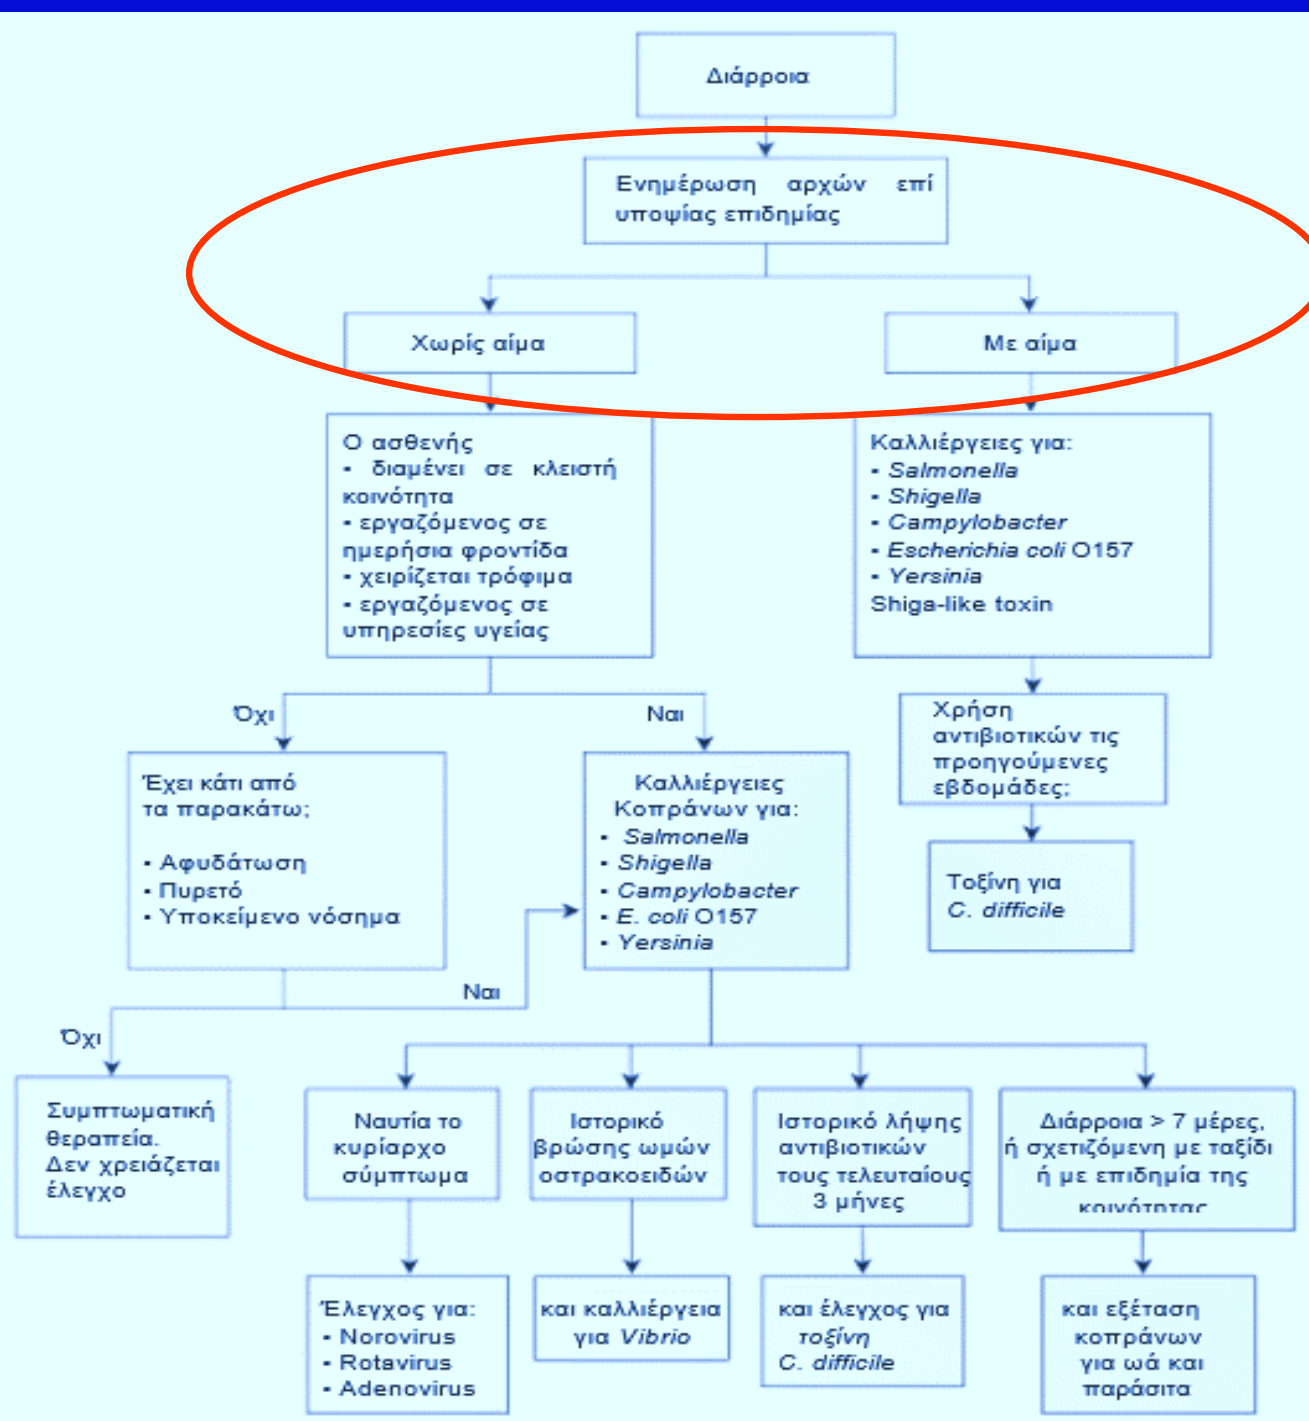 Διάρροια
Ενημέρωση αρχών επί
υποψίας επιδημίας
Χωρίς αίμα
Με αίμα
Ο ασθενής
- διαμένει σε κλειστή
κοινότητα
- εργαζόμενος σε
ημερήσια φροντίδα
- χειρίζεται τρόφιμα
- εργαζόμενος σε
υπηρεσίες υγείας
Καλλιέργειες για:
- Salmonella
- Shigella
- Campylobacter
- Escherichia coli O157
- Yersinia
Shiga-like toxin
Όχι
Ναι
Χρήση
αντιβιοτικών τις
προηγούμενες
εβδομάδες;
Έχει κάτι από
τα παρακάτω;
- Αφυδάτωση
- Πυρετό
- Υποκείμενο νόσημα
Καλλιέργειες
Κοπράνων για:
- Salmonella
- Shigella
- Campylobacter
- E. coli O157
- Yersinia
Τοξίνη για
C. difficile
Ναι
Όχι
Συμπτωματική
θεραπεία.
Δεν χρειάζεται
έλεγχο
Ναυτία το
κυρίαρχο
σύμπτωμα
Ιστορικό
βρώσης ωμών
οστρακοειδών
Ιστορικό λήψης
αντιβιοτικών
τους τελευταίους
3 μήνες
Διάρροια > 7 μέρες,
ή σχετιζόμενη με ταξίδι
ή με επιδημία της
κοινότητας
Έλεγχος για:
- Norovirus
- Rotavirus
- Adenovirus
και καλλιέργεια
για Vibrio
και έλεγχος για
τοξίνη
C. difficile
και εξέταση
κοπράνων
για ωά και
παράσιτα